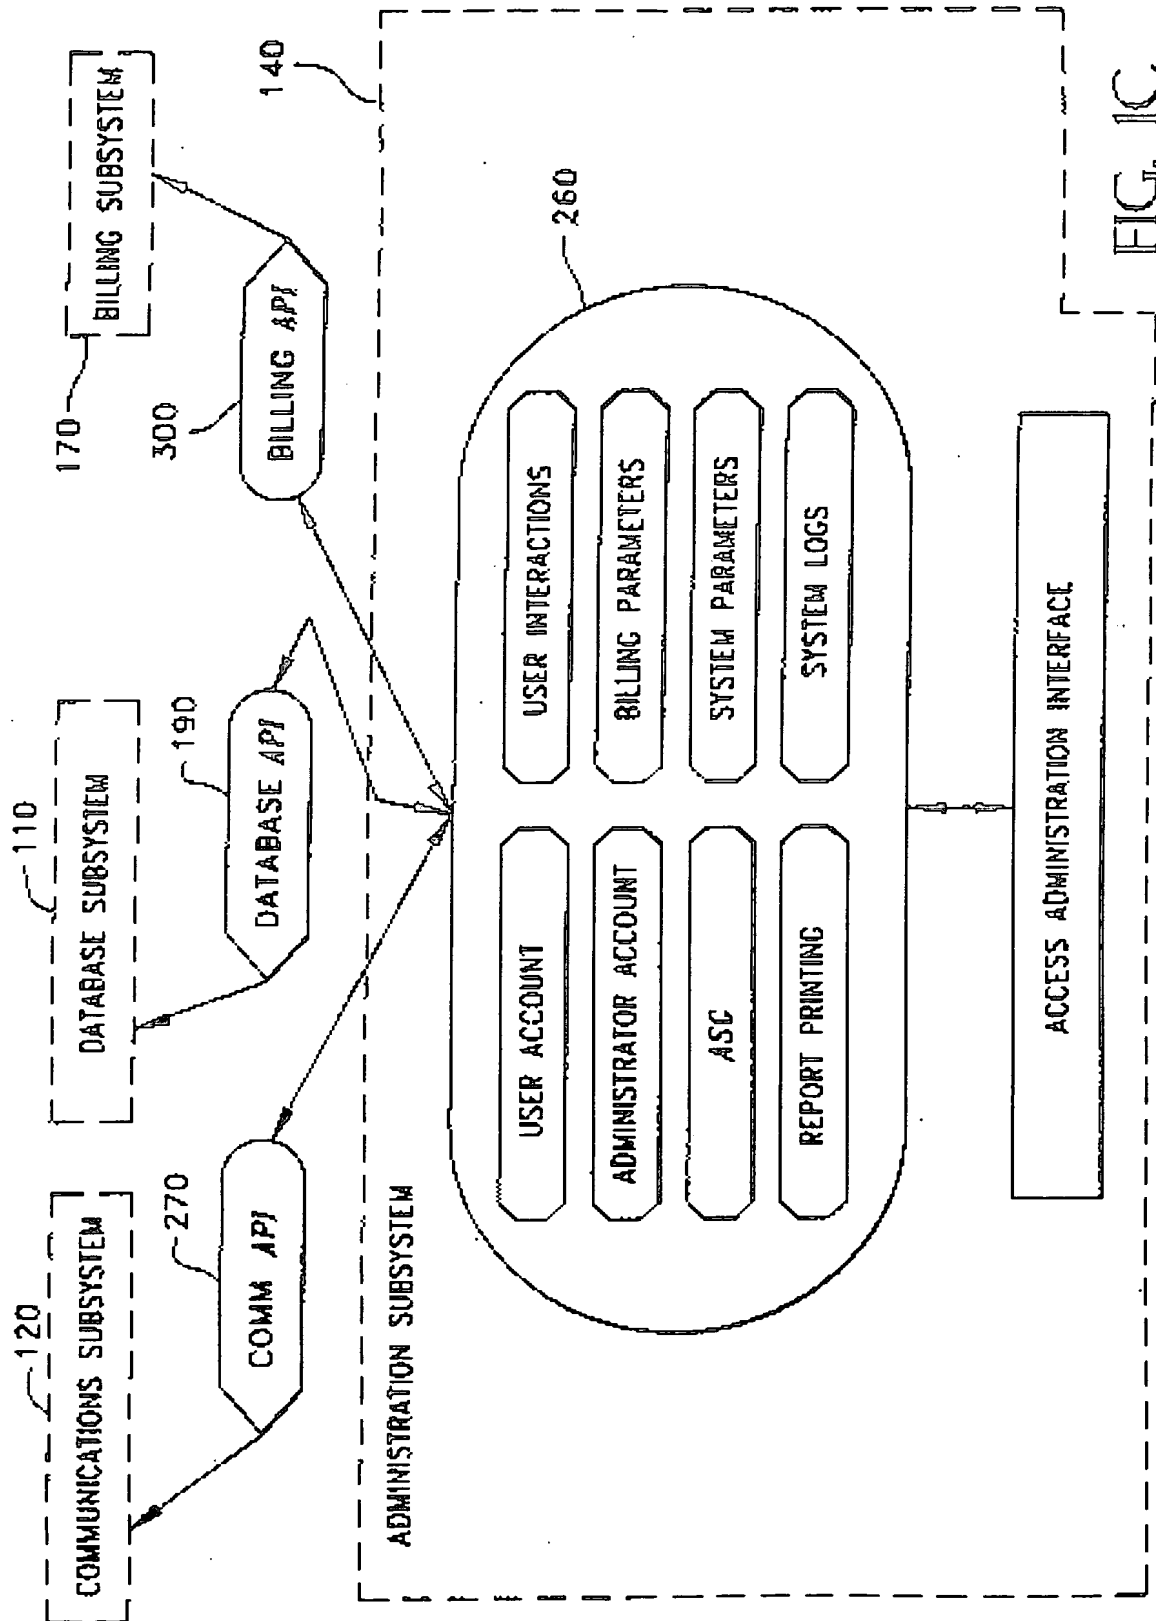 120
COMMUNICATIONS SUBSYSTEM
110
DATABASE SUBSYSTEM
170
BILLING SUBSYSTEM
270
COMM API
190
DATABASE API
300
BILLING API
140
ADMINISTRATION SUBSYSTEM
260
USER ACCOUNT
USER INTERACTIONS
ADMINISTRATOR ACCOUNT
BILLING PARAMETERS
ASC
SYSTEM PARAMETERS
REPORT PRINTING
SYSTEM LOGS
ACCESS ADMINISTRATION INTERFACE
FIG. 1C